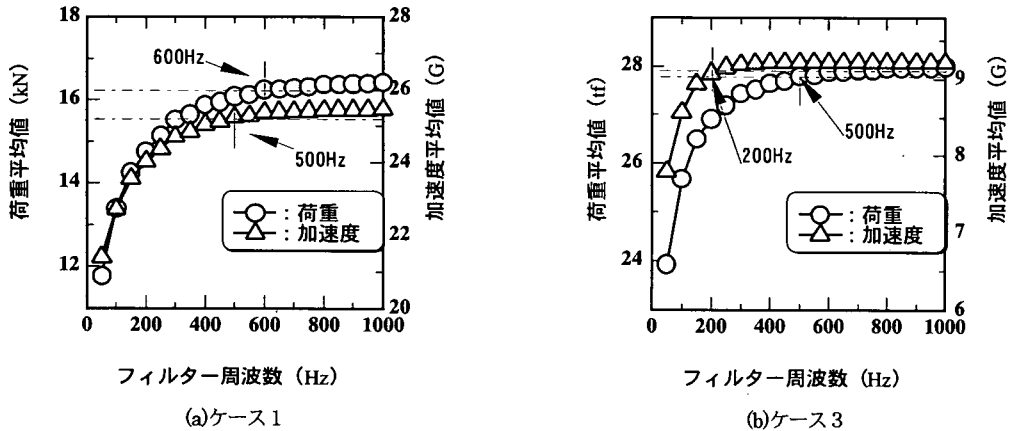 18
16
14
12
荷重平均値 (kN)
28
26
24
22
20
加速度平均値 (G)
600Hz
500Hz
○ : 荷重
△ : 加速度
0 200 400 600 800 1000
フィルター周波数 (Hz)
(a)ケース1
28
26
24
荷重平均値 (tf)
9
8
7
6
加速度平均値 (G)
200Hz
500Hz
△ : 加速度
○ : 荷重
0 200 400 600 800 1000
フィルター周波数 (Hz)
(b)ケース3